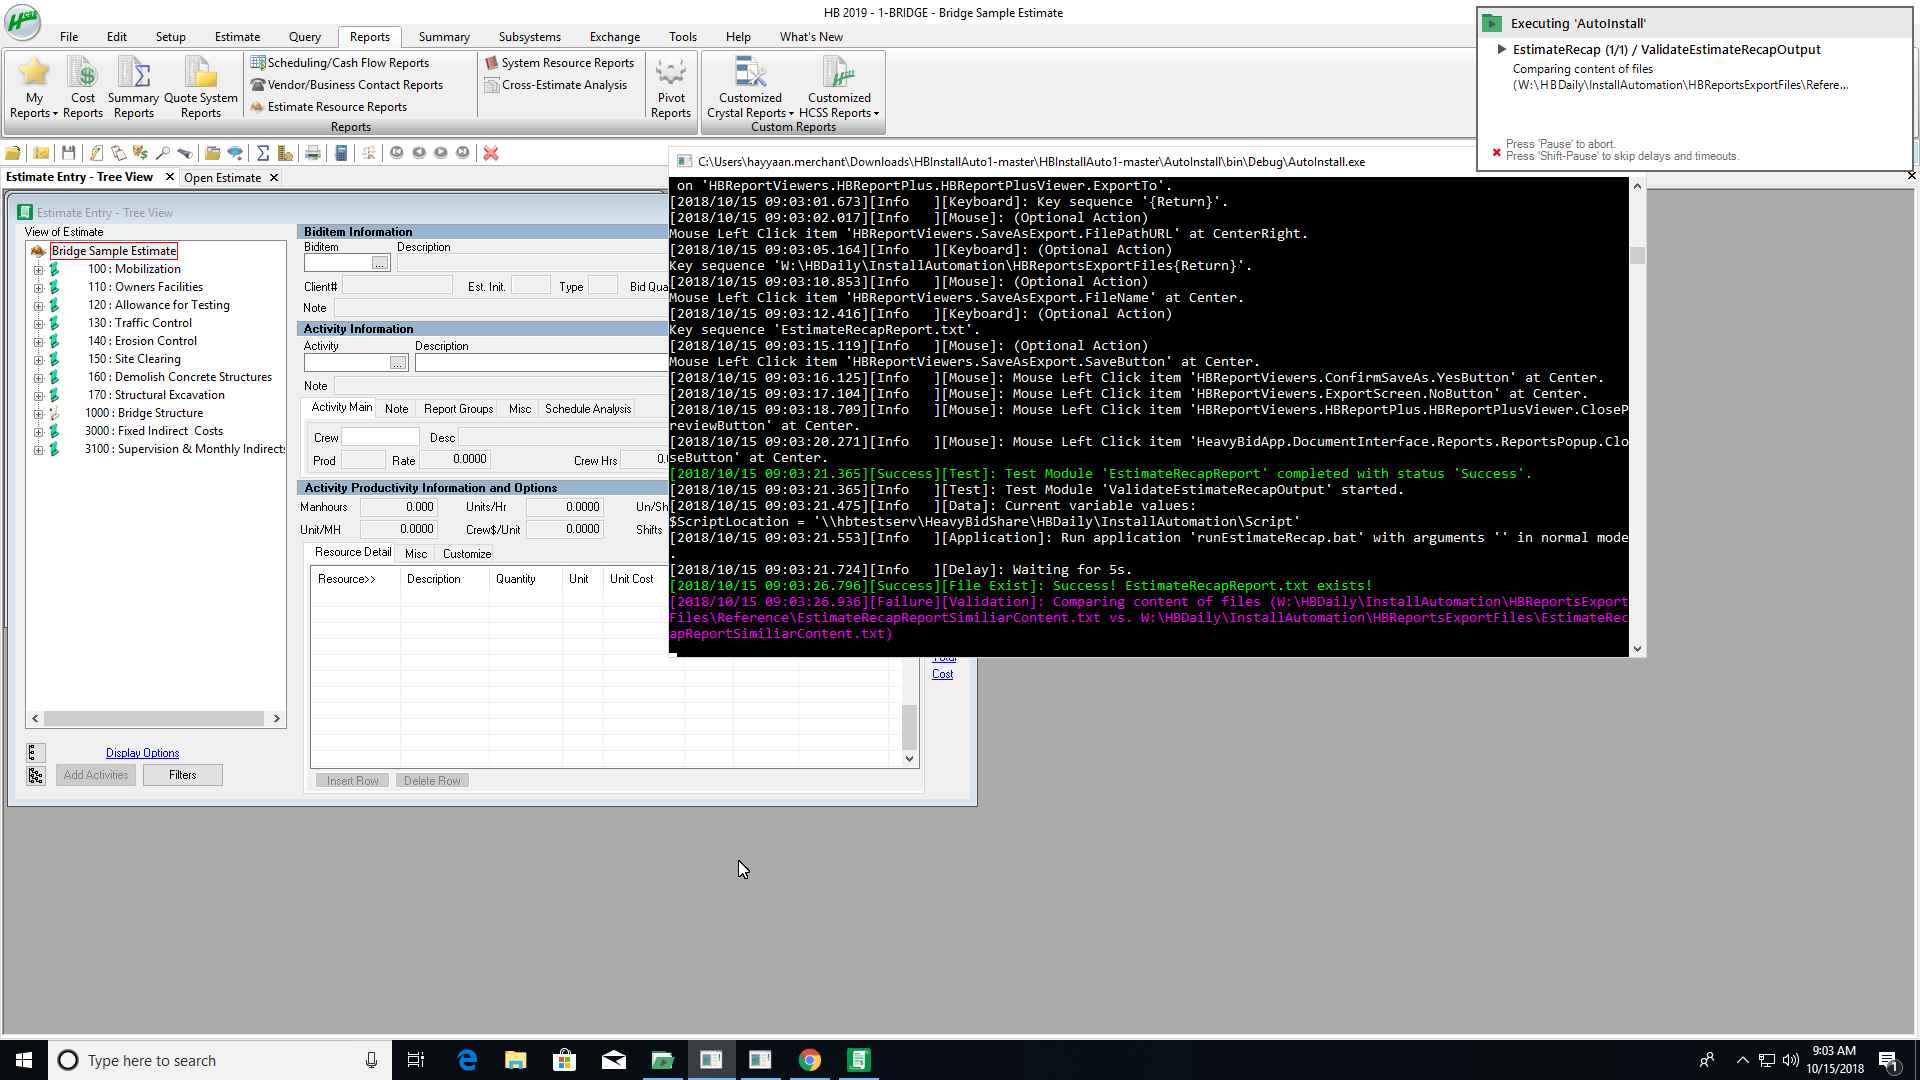 HB 2019 - 1-BRIDGE - Bridge Sample Estimate
File Edit Setup Estimate Query Reports Summary Subsystems Exchange Tools Help What's New
My Reports
Cost Reports
Summary Reports
Quote System Reports
Scheduling/Cash Flow Reports
Vendor/Business Contact Reports
Estimate Resource Reports
System Resource Reports
Cross-Estimate Analysis
Pivot Reports
Customized Crystal Reports
Customized HCSS Reports
Reports
Custom Reports
Executing 'AutoInstall'
EstimateRecap (1/1) / ValidateEstimateRecapOutput
Comparing content of files
(W:\HBDaily\InstallAutomation\HBReportsExportFiles\Refere...
Press 'Pause' to abort.
Press 'Shift-Pause' to skip delays and timeouts.
Estimate Entry - Tree View
Open Estimate
Estimate Entry - Tree View
View of Estimate
Bridge Sample Estimate
100 : Mobilization
110 : Owners Facilities
120 : Allowance for Testing
130 : Traffic Control
140 : Erosion Control
150 : Site Clearing
160 : Demolish Concrete Structures
170 : Structural Excavation
1000 : Bridge Structure
3000 : Fixed Indirect Costs
3100 : Supervision & Monthly Indirects
Display Options
Add Activities
Filters
Biditem Information
Biditem Description
...
Client# Est. Init. Type Bid Qua
Note
Activity Information
Activity Description
...
Note
Activity Main Note Report Groups Misc Schedule Analysis
Crew Desc
Prod Rate 0.0000 Crew Hrs 0.
Activity Productivity Information and Options
Manhours 0.000 Units/Hr 0.0000 Un/Sh
Unit/MH 0.0000 Crew$/Unit 0.0000 Shifts
Resource Detail Misc Customize
Resource>> Description Quantity Unit Unit Cost
Insert Row Delete Row
Total
Cost
C:\Users\hayyaan.merchant\Downloads\HBInstallAuto1-master\HBInstallAuto1-master\AutoInstall\bin\Debug\AutoInstall.exe
on 'HBReportViewers.HBReportPlus.HBReportPlusViewer.ExportTo'.
[2018/10/15 09:03:01.673][Info   ][Keyboard]: Key sequence '{Return}'.
[2018/10/15 09:03:02.017][Info   ][Mouse]: (Optional Action)
Mouse Left Click item 'HBReportViewers.SaveAsExport.FilePathURL' at CenterRight.
[2018/10/15 09:03:05.164][Info   ][Keyboard]: (Optional Action)
Key sequence 'W:\HBDaily\InstallAutomation\HBReportsExportFiles{Return}'.
[2018/10/15 09:03:10.853][Info   ][Mouse]: (Optional Action)
Mouse Left Click item 'HBReportViewers.SaveAsExport.FileName' at Center.
[2018/10/15 09:03:12.416][Info   ][Keyboard]: (Optional Action)
Key sequence 'EstimateRecapReport.txt'.
[2018/10/15 09:03:15.119][Info   ][Mouse]: (Optional Action)
Mouse Left Click item 'HBReportViewers.SaveAsExport.SaveButton' at Center.
[2018/10/15 09:03:16.125][Info   ][Mouse]: Mouse Left Click item 'HBReportViewers.ConfirmSaveAs.YesButton' at Center.
[2018/10/15 09:03:17.104][Info   ][Mouse]: Mouse Left Click item 'HBReportViewers.ExportScreen.NoButton' at Center.
[2018/10/15 09:03:18.709][Info   ][Mouse]: Mouse Left Click item 'HBReportViewers.HBReportPlus.HBReportPlusViewer.CloseP
reviewButton' at Center.
[2018/10/15 09:03:20.271][Info   ][Mouse]: Mouse Left Click item 'HeavyBidApp.DocumentInterface.Reports.ReportsPopup.Clo
seButton' at Center.
[2018/10/15 09:03:21.365][Success][Test]: Test Module 'EstimateRecapReport' completed with status 'Success'.
[2018/10/15 09:03:21.365][Info   ][Test]: Test Module 'ValidateEstimateRecapOutput' started.
[2018/10/15 09:03:21.475][Info   ][Data]: Current variable values:
$ScriptLocation = '\\hbtestserv\HeavyBidShare\HBDaily\InstallAutomation\Script'
[2018/10/15 09:03:21.553][Info   ][Application]: Run application 'runEstimateRecap.bat' with arguments '' in normal mode
.
[2018/10/15 09:03:21.724][Info   ][Delay]: Waiting for 5s.
[2018/10/15 09:03:26.796][Success][File Exist]: Success! EstimateRecapReport.txt exists!
[2018/10/15 09:03:26.936][Failure][Validation]: Comparing content of files (W:\HBDaily\InstallAutomation\HBReportsExport
Files\Reference\EstimateRecapReportSimiliarContent.txt vs. W:\HBDaily\InstallAutomation\HBReportsExportFiles\EstimateRec
apReportSimiliarContent.txt)
Type here to search
9:03 AM
10/15/2018
1